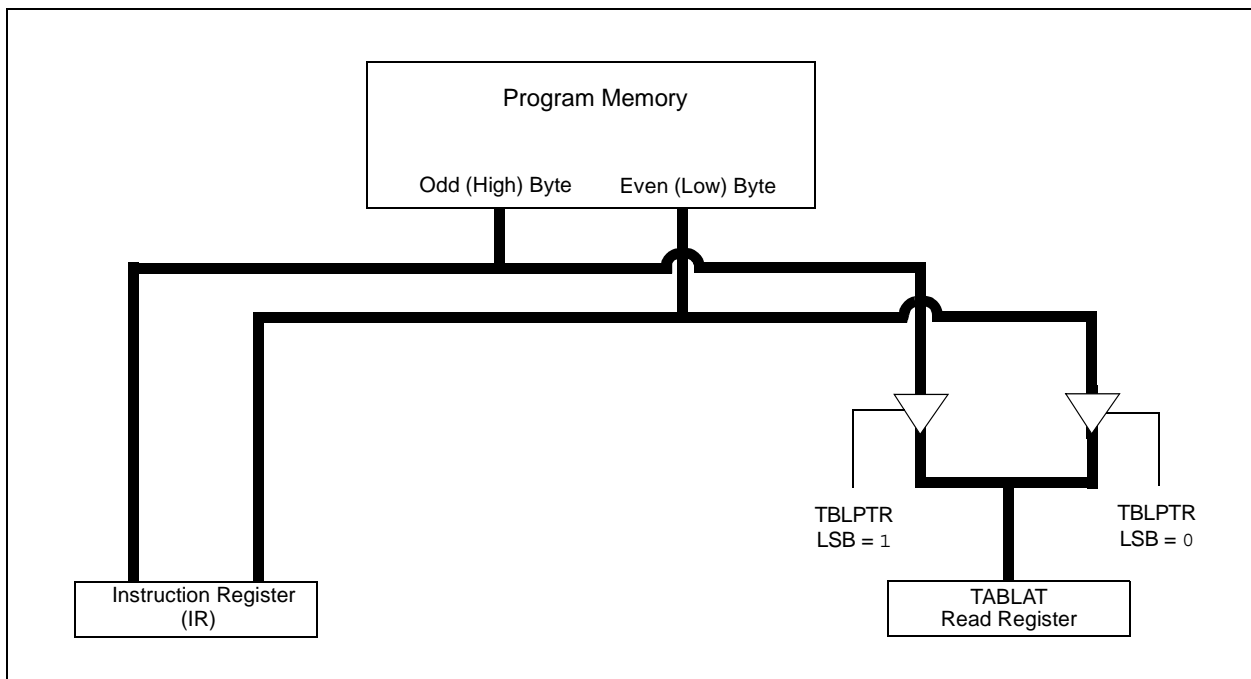 Program Memory
Odd (High) Byte
Even (Low) Byte
TBLPTR
LSB = 1
TBLPTR
LSB = 0
Instruction Register
(IR)
TABLAT
Read Register